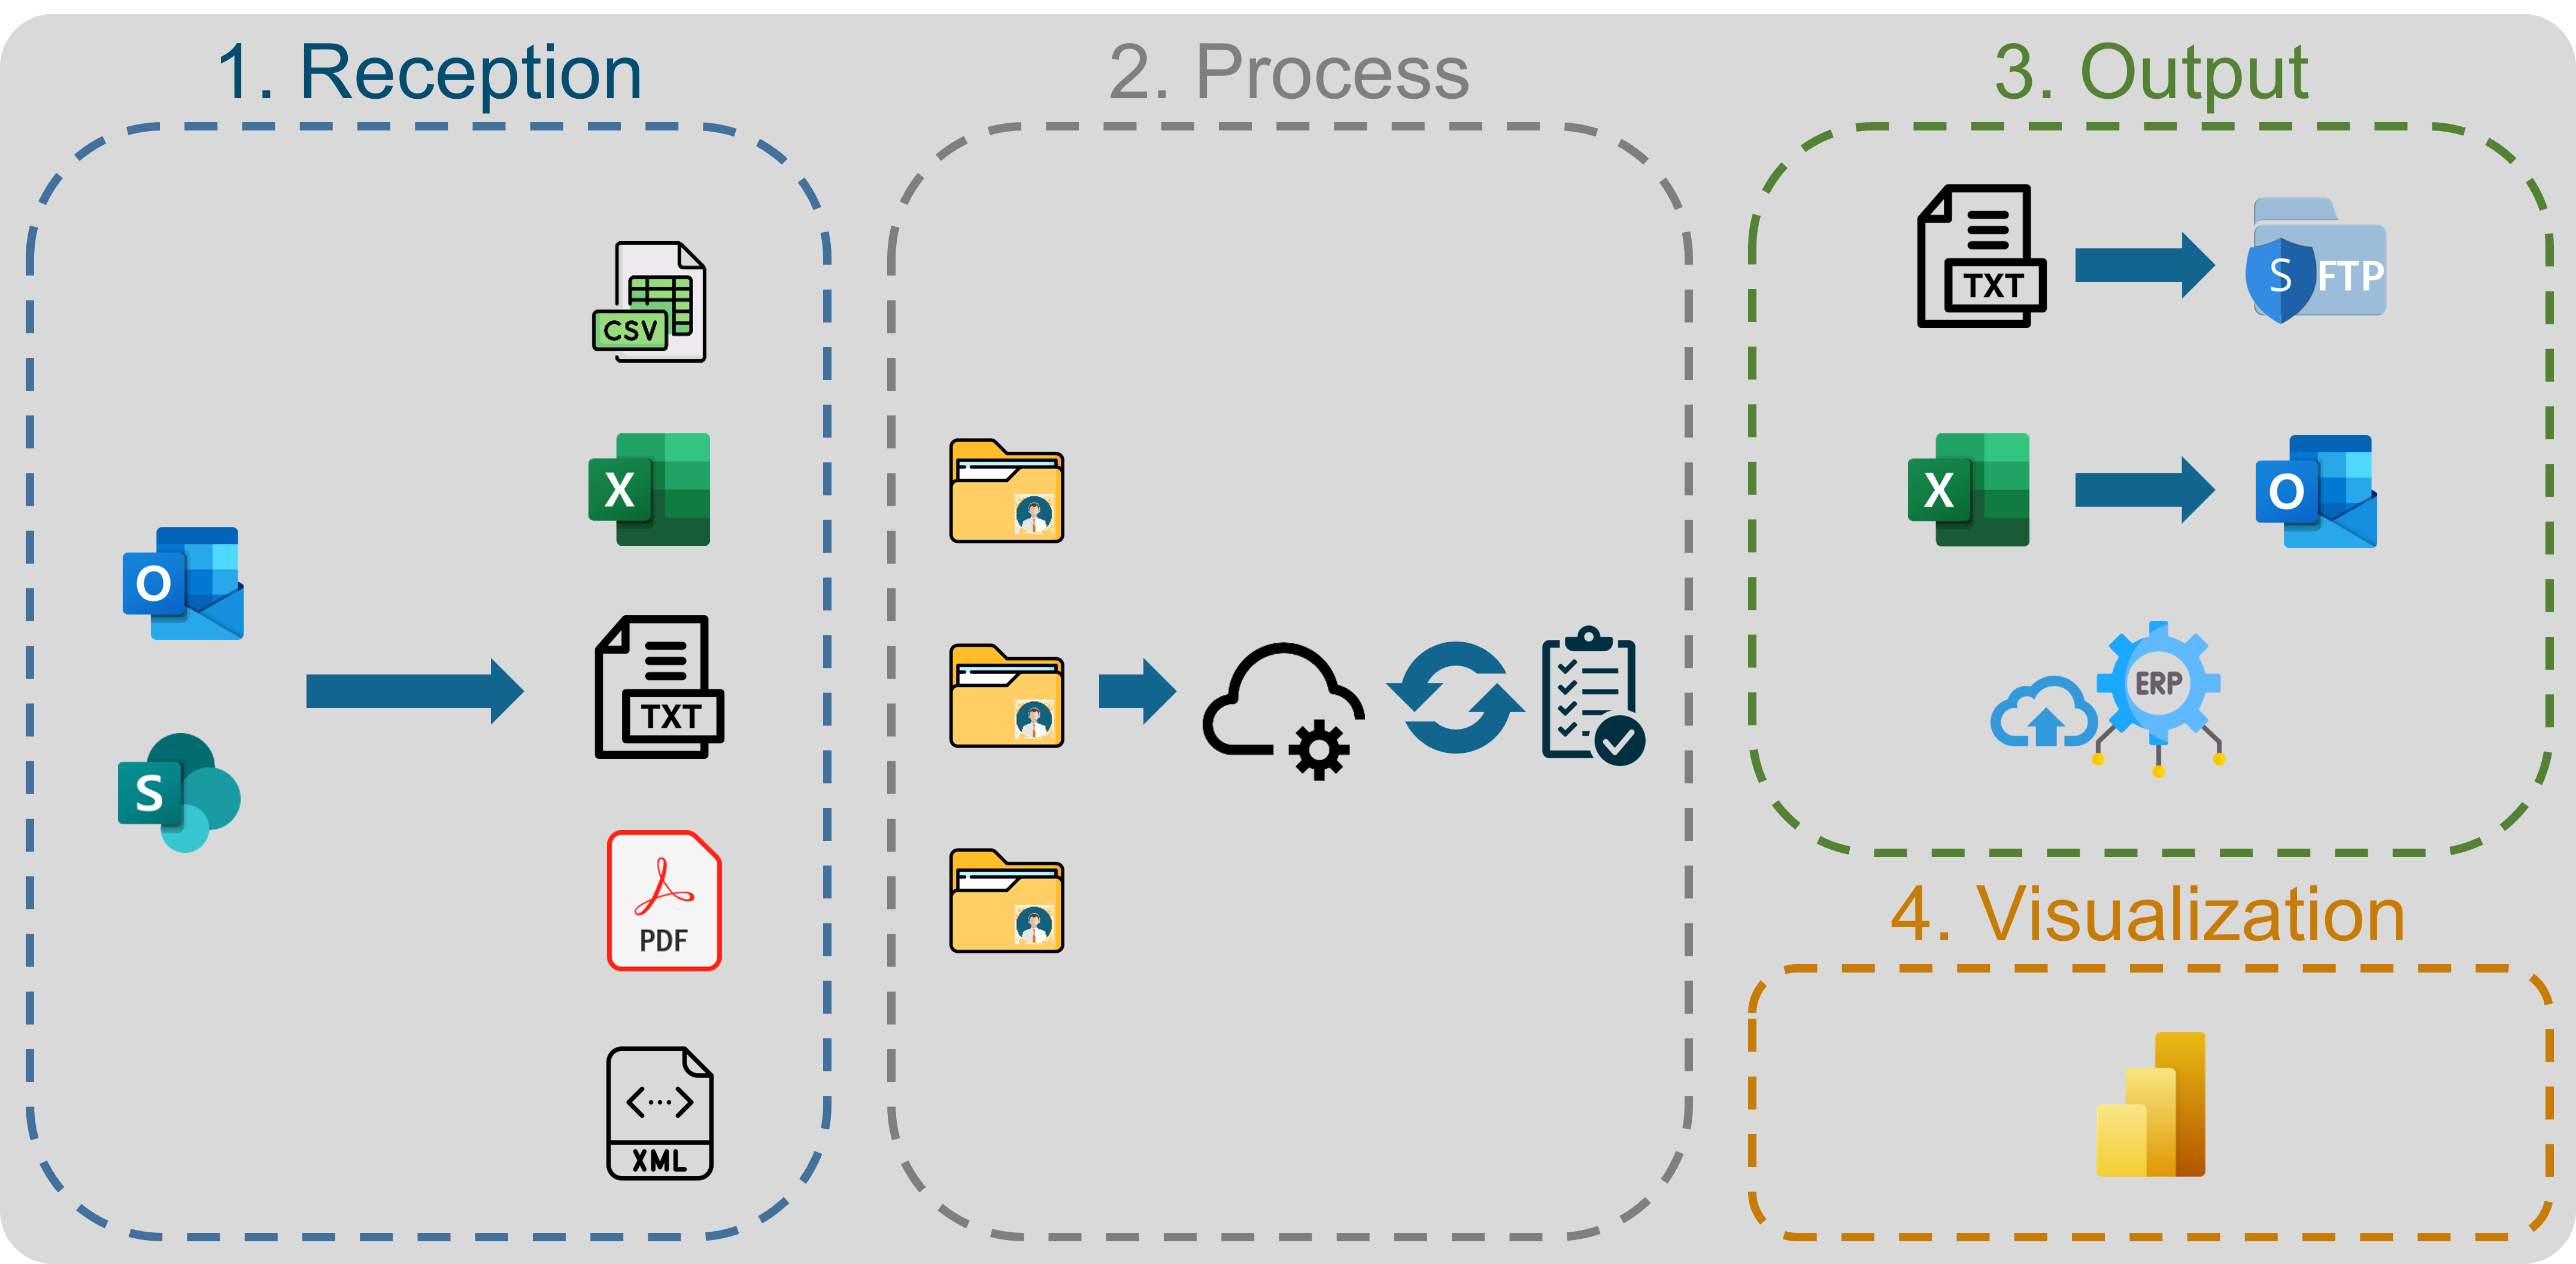 1. Reception
CSV
X
O
TXT
S
PDF
XML
2. Process
3. Output
TXT
S FTP
X
O
ERP
4. Visualization